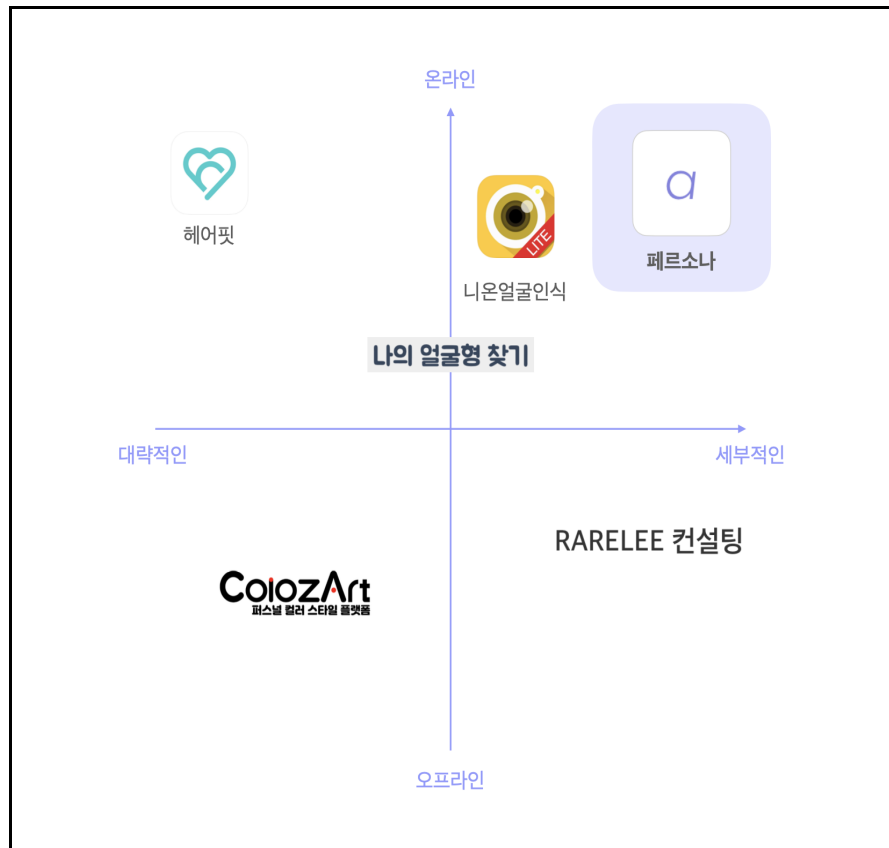 온라인
헤어핏
LITE
니온얼굴인식
a
페르소나
나의 얼굴형 찾기
대략적인
세부적인
RARELEE 컨설팅
ColozArt
퍼스널 컬러 스타일 플랫폼
오프라인